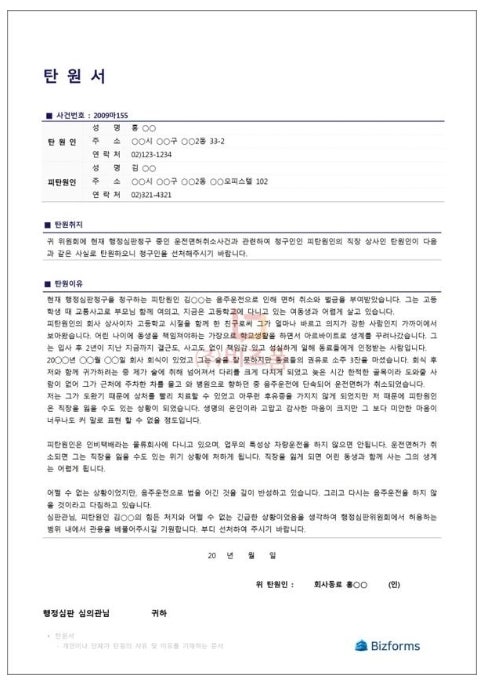 탄 원 서
■ 사건번호 : 2009마155
탄 원 인
성 명 홍 ○○
주 소 ○○시 ○○구 ○○2동 33-2
연 락 처 02)123-1234
피탄원인
성 명 김 ○○
주 소 ○○시 ○○구 ○○2동 ○○오피스텔 102
연 락 처 02)321-4321
■ 탄원취지
귀 위원회에 현재 행정심판청구 중인 운전면허취소사건과 관련하여 청구인인 피탄원인의 직장 상사인 탄원인이 다음
과 같은 사실로 탄원하오니 청구인을 선처해주시기 바랍니다.
■ 탄원이유
현재 행정심판청구를 청구하는 피탄원인 김○○는 음주운전으로 인해 면허 취소와 벌금을 부여받았습니다. 그는 고등
학생 때 교통사고로 부모님 함께 여의고, 지금은 고등학교에 다니고 있는 여동생과 어렵게 살고 있습니다.
피탄원인의 회사 상사이자 고등학교 시절을 함께 한 친구로써 그가 얼마나 바르고 의지가 강한 사람인지 가까이에서
보아왔습니다. 어린 나이에 동생을 책임져야하는 가장으로 학교생활을 하면서 아르바이트로 생계를 꾸려나갔습니다. 그
는 입사 후 2년이 지난 지금까지 결근도, 사고도 없이 책임감 있고 성실하게 일해 동료들에게 인정받는 사람입니다.
20○○년 ○○월 ○○일 회사 회식이 있었고 그는 술을 잘 못하지만 동료들의 권유로 소주 3잔을 마셨습니다. 회식 후
저와 함께 귀가하려는 중 제가 술에 취해 넘어져서 다리를 크게 다치게 되었고 늦은 시간 한적한 골목이라 도와줄 사
람이 없어 그가 근처에 주차한 차를 몰고 와 병원으로 향하던 중 음주운전에 단속되어 운전면허가 취소되었습니다.
저는 그가 도왔기 때문에 상처를 빨리 치료할 수 있었고 아무런 후유증을 가지지 않게 되었지만 저 때문에 피탄원인
은 직장을 잃을 수도 있는 상황이 되었습니다. 생명의 은인이라 고맙고 감사한 마음이 크지만 그 보다 미안한 마음이
너무나도 커 말로 표현 할 수 없을 정도입니다.
피탄원인은 인비택배라는 물류회사에 다니고 있으며, 업무의 특성상 차량운전을 하지 않으면 안됩니다. 운전면허가 취
소되면 그는 직장을 잃을 수도 있는 위기 상황에 처하게 됩니다. 직장을 잃게 되면 어린 동생과 함께 사는 그의 생계
는 어렵게 됩니다.
어쩔 수 없는 상황이었지만, 음주운전으로 법을 어긴 것을 깊이 반성하고 있습니다. 그리고 다시는 음주운전을 하지 않
을 것이라고 다짐하고 있습니다.
심판관님, 피탄원인 김○○의 힘든 처지와 어쩔 수 없는 긴급한 상황이었음을 생각하여 행정심판위원회에서 허용하는
범위 내에서 관용을 베풀어주시길 기원합니다. 부디 선처하여 주시기 바랍니다.
20 년 월 일
위 탄원인 : 회사동료 홍○○ (인)
행정심판 심의관님 귀하
• 탄원서
- 개인이나 단체가 탄원의 사유 및 이유를 기재하는 문서
Bizforms